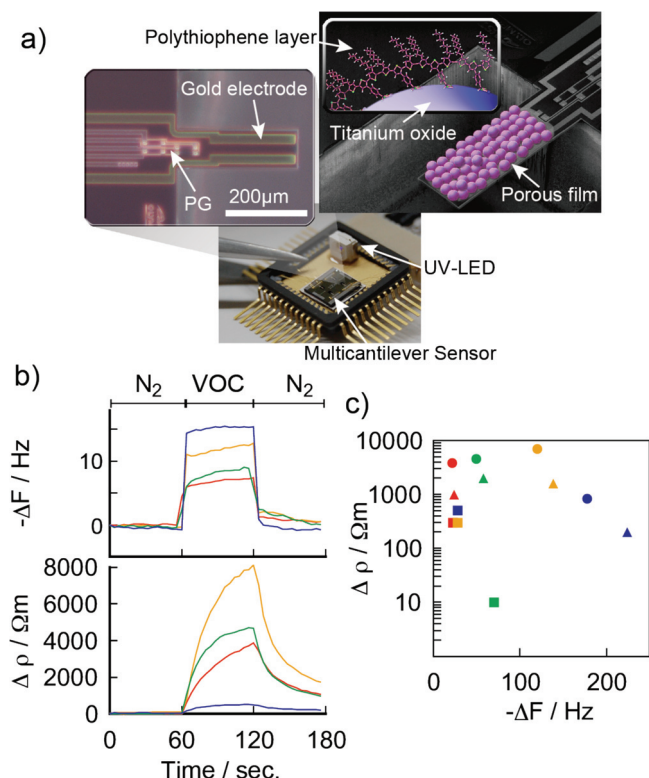 a)
Polythiophene layer
Gold electrode
Titanium oxide
PG
200μm
Porous film
UV-LED
Multicantilever Sensor
b)
N₂ VOC N₂
-ΔF / Hz
10
0
Δ ρ / Ωm
8000
6000
4000
2000
0
0 60 120 180
Time / sec.
c)
Δ ρ / Ωm
10000
1000
100
10
0 100 200
-ΔF / Hz